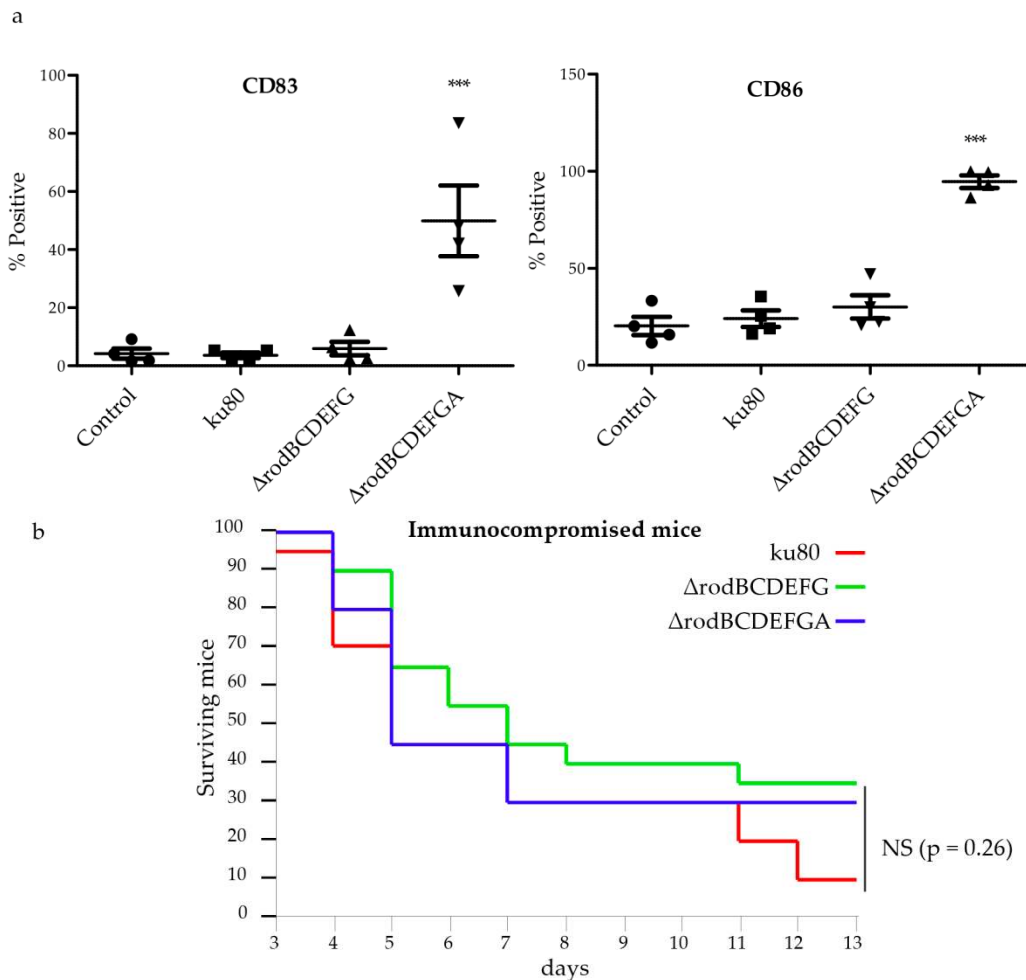 a
CD83
***
% Positive
100
80
60
40
20
0
Control
ku80
ΔrodBCDEFG
ΔrodBCDEFGA
CD86
***
% Positive
150
100
50
0
Control
ku80
ΔrodBCDEFG
ΔrodBCDEFGA
b
Immunocompromised mice
ku80
ΔrodBCDEFG
ΔrodBCDEFGA
Surviving mice
100
90
80
70
60
50
40
30
20
10
0
NS (p = 0.26)
3 4 5 6 7 8 9 10 11 12 13
days